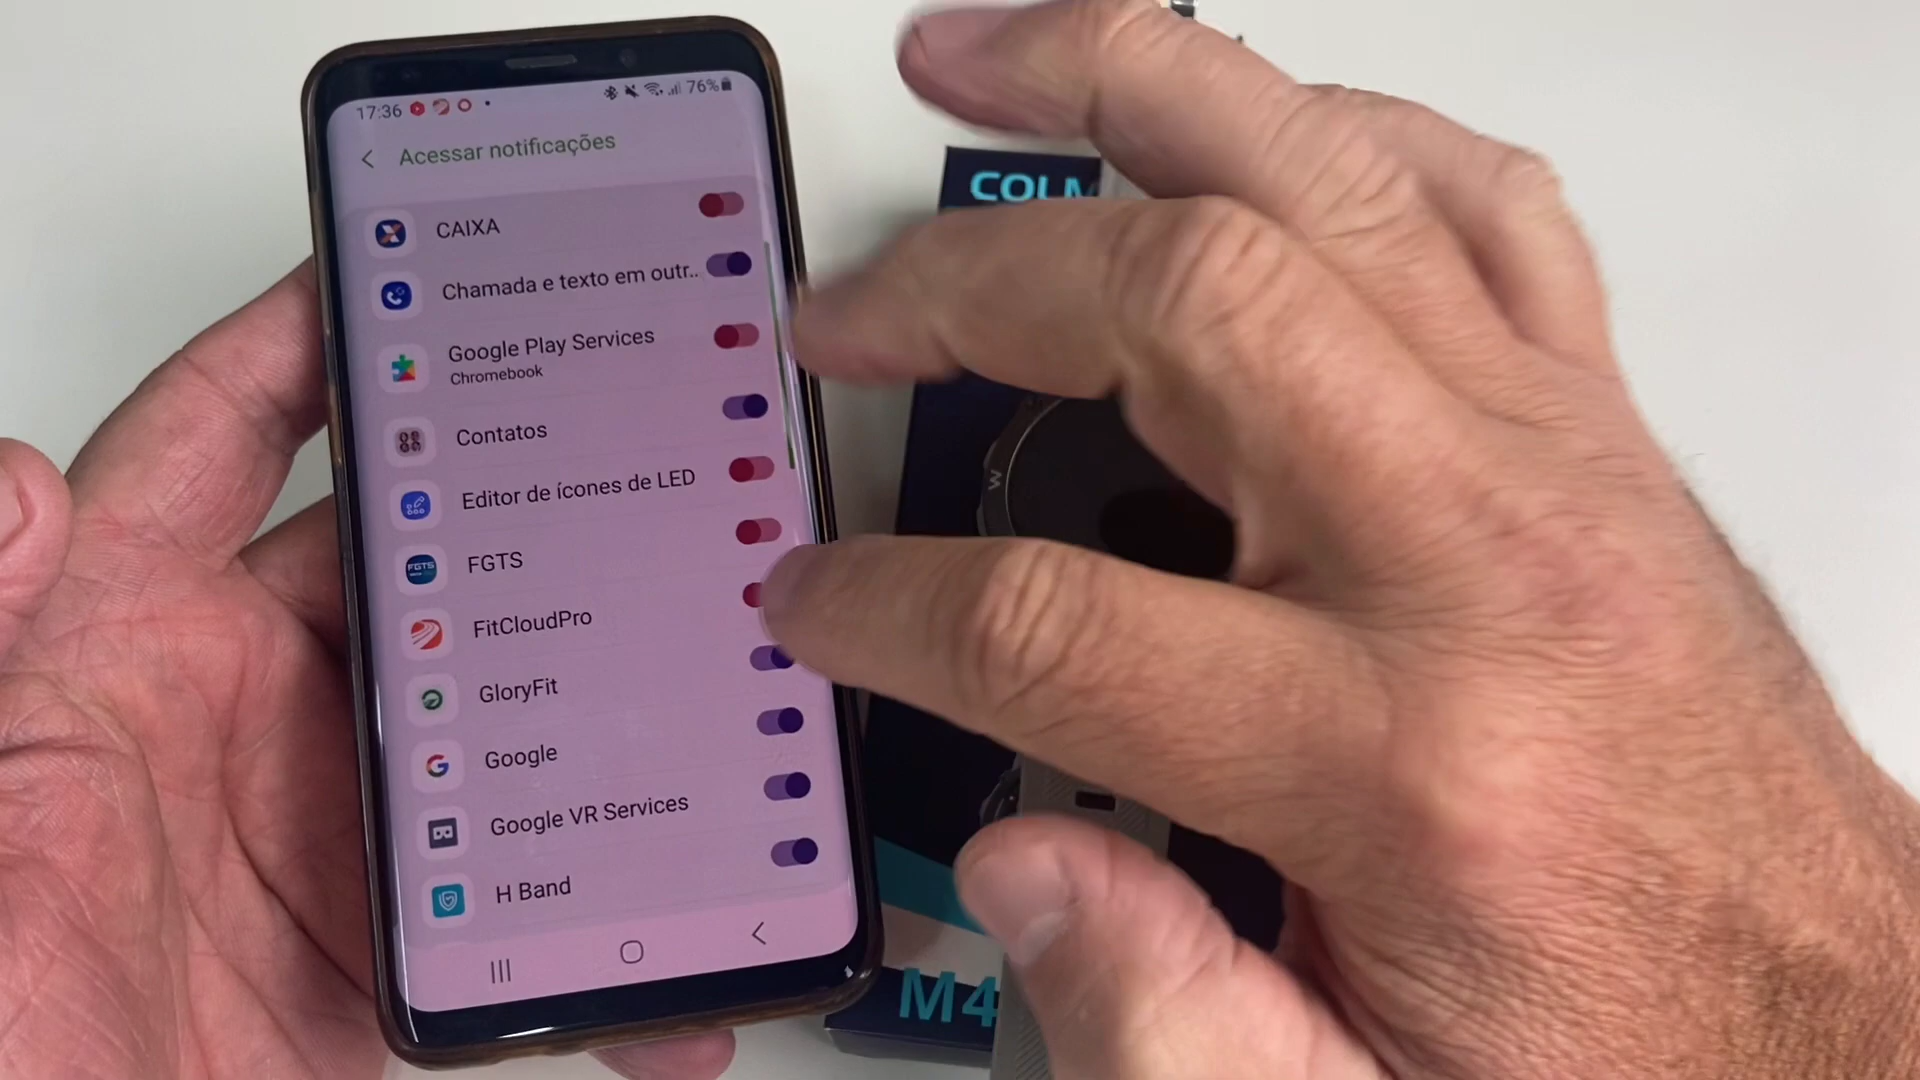 17:36
76%
Acessar notificações
CAIXA
Chamada e texto em outr..
Google Play Services
Chromebook
Contatos
Editor de ícones de LED
FGTS
FGTS
FitCloudPro
GloryFit
G
Google
Google VR Services
H Band
COLM
W
M4